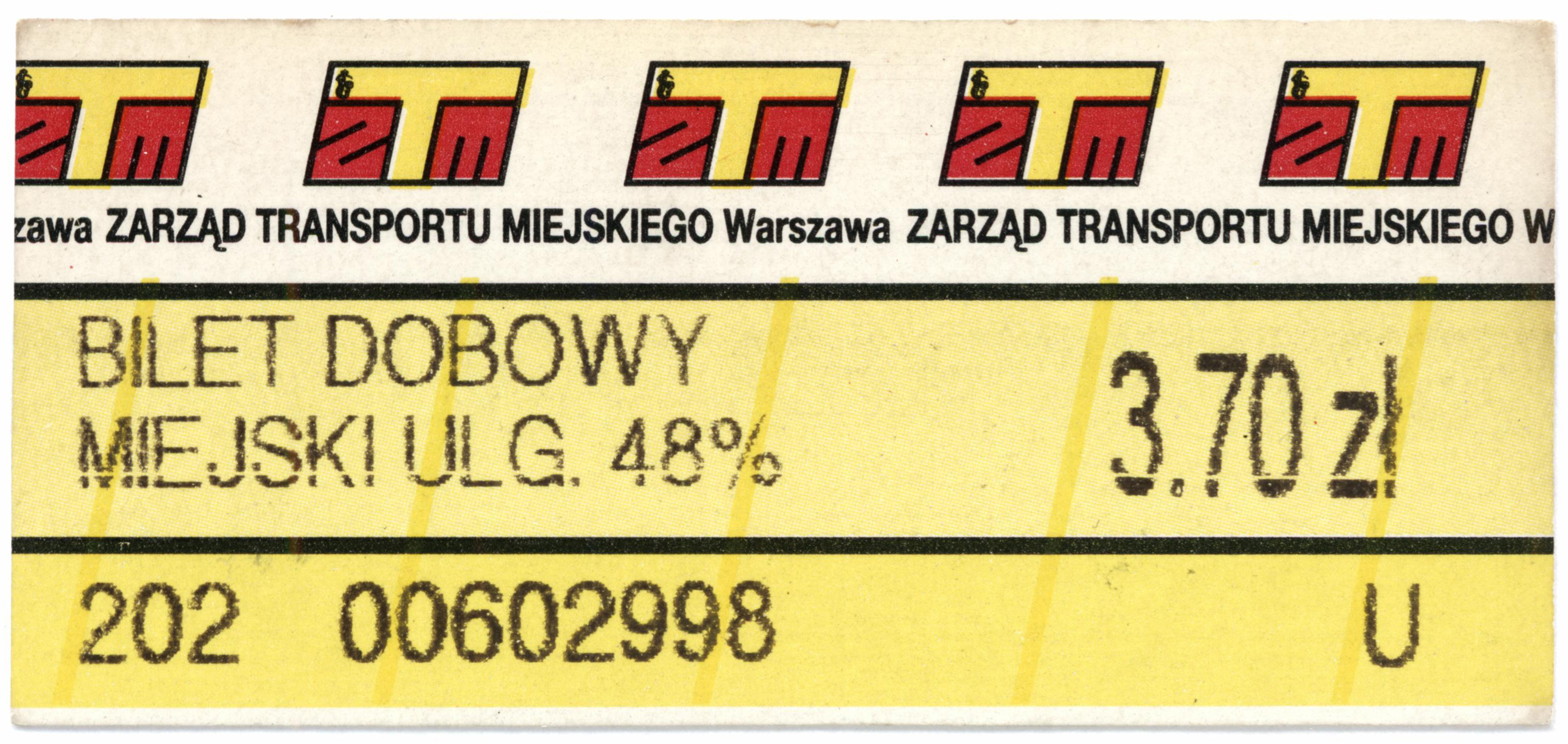 ZTm ZTm ZTm ZTm ZTm
zawa ZARZĄD TRANSPORTU MIEJSKIEGO Warszawa ZARZĄD TRANSPORTU MIEJSKIEGO W
BILET DOBOWY
MIEJSKI ULG. 48%
3.70 zł
202 00602998 U